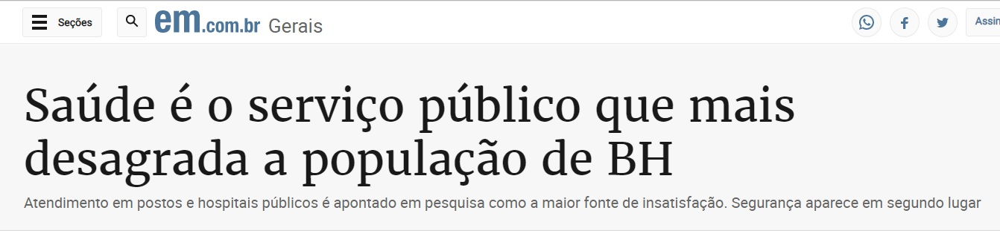 Seções em.com.br Gerais Assin
Saúde é o serviço público que mais
desagrada a população de BH
Atendimento em postos e hospitais públicos é apontado em pesquisa como a maior fonte de insatisfação. Segurança aparece em segundo lugar